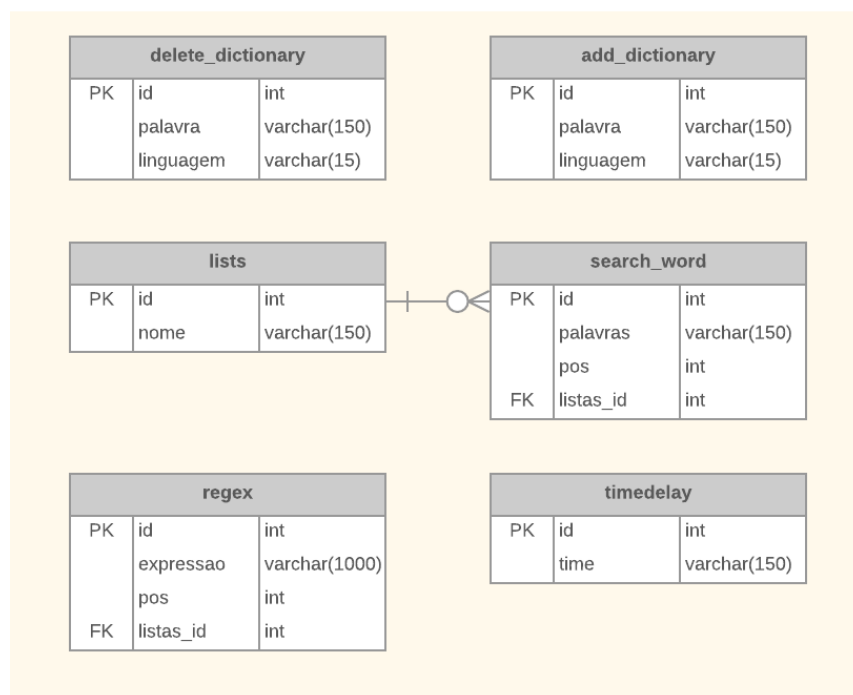 delete_dictionary
PK id int
palavra varchar(150)
linguagem varchar(15)
add_dictionary
PK id int
palavra varchar(150)
linguagem varchar(15)
lists
PK id int
nome varchar(150)
search_word
PK id int
palavras varchar(150)
pos int
FK listas_id int
regex
PK id int
expressao varchar(1000)
pos int
FK listas_id int
timedelay
PK id int
time varchar(150)